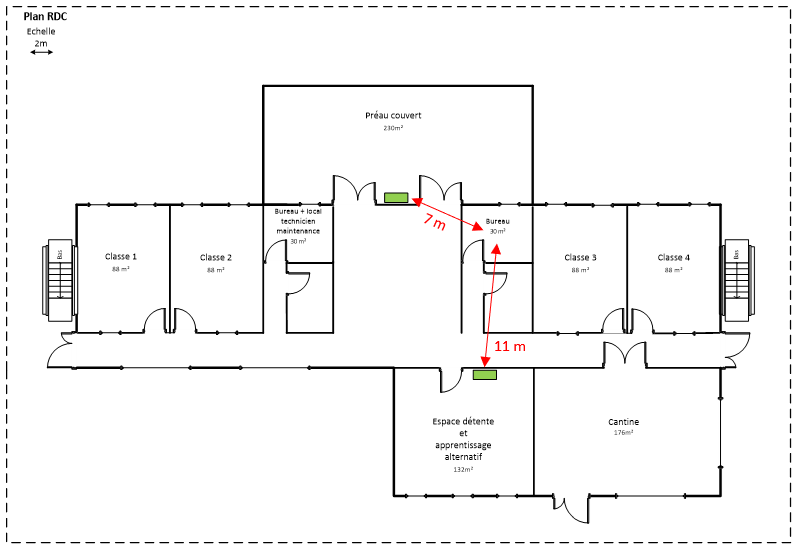 Plan RDC
Echelle
2m
Préau couvert
230m²
Bureau + local
technicien
maintenance
30 m²
7 m
Bureau
30 m²
Classe 1
88 m²
Classe 2
88 m²
Classe 3
88 m²
Classe 4
88 m²
Bas
Bas
11 m
Espace détente
et
apprentissage
alternatif
132m²
Cantine
176m²